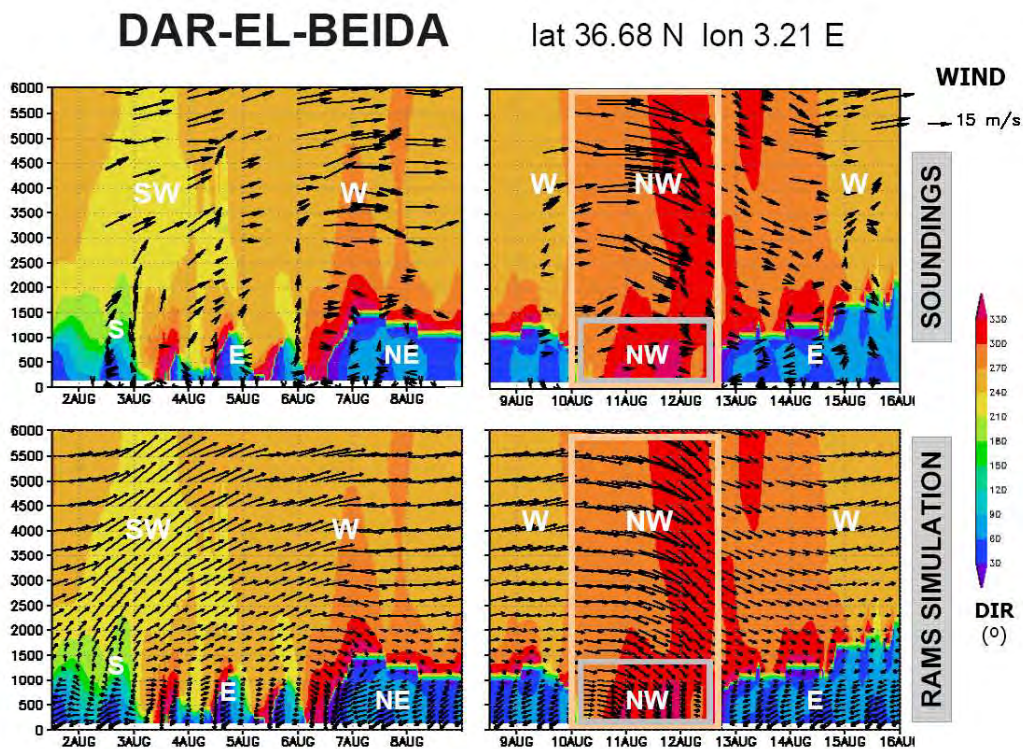 DAR-EL-BEIDA lat 36.68 N lon 3.21 E
WIND
15 m/s
6000
5500
5000
4500
4000
3500
3000
2500
2000
1500
1000
500
0
SW
W
S
E
NE
2AUG 3AUG 4AUG 5AUG 6AUG 7AUG 8AUG
W
NW
W
NW
E
9AUG 10AUG 11AUG 12AUG 13AUG 14AUG 15AUG 16AUG
SOUNDINGS
6000
5500
5000
4500
4000
3500
3000
2500
2000
1500
1000
500
0
SW
W
S
E
NE
2AUG 3AUG 4AUG 5AUG 6AUG 7AUG 8AUG
W
NW
W
NW
E
9AUG 10AUG 11AUG 12AUG 13AUG 14AUG 15AUG 16AUG
RAMS SIMULATION
330
300
270
240
210
180
150
120
90
60
30
DIR
(º)